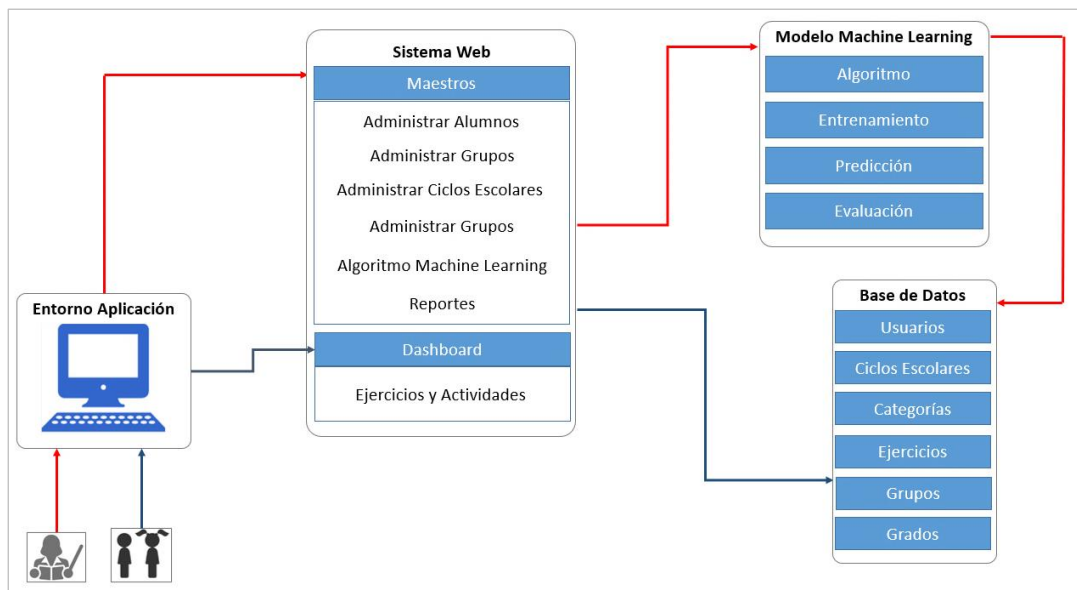 Entorno Aplicación
Sistema Web
Maestros
Administrar Alumnos
Administrar Grupos
Administrar Ciclos Escolares
Administrar Grupos
Algoritmo Machine Learning
Reportes
Dashboard
Ejercicios y Actividades
Modelo Machine Learning
Algoritmo
Entrenamiento
Predicción
Evaluación
Base de Datos
Usuarios
Ciclos Escolares
Categorías
Ejercicios
Grupos
Grados